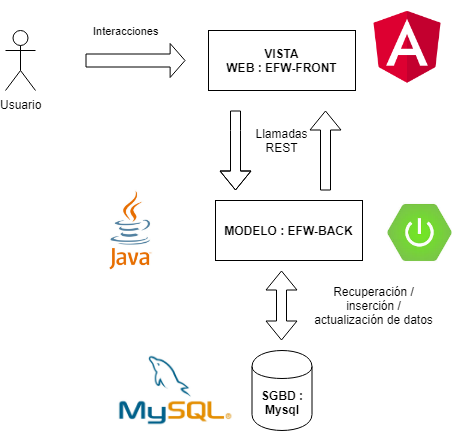 Interacciones
Usuario
VISTA
WEB : EFW-FRONT
A
Llamadas
REST
Java
MODELO : EFW-BACK
Recuperación /
inserción /
actualización de datos
MySQL®
SGBD :
Mysql